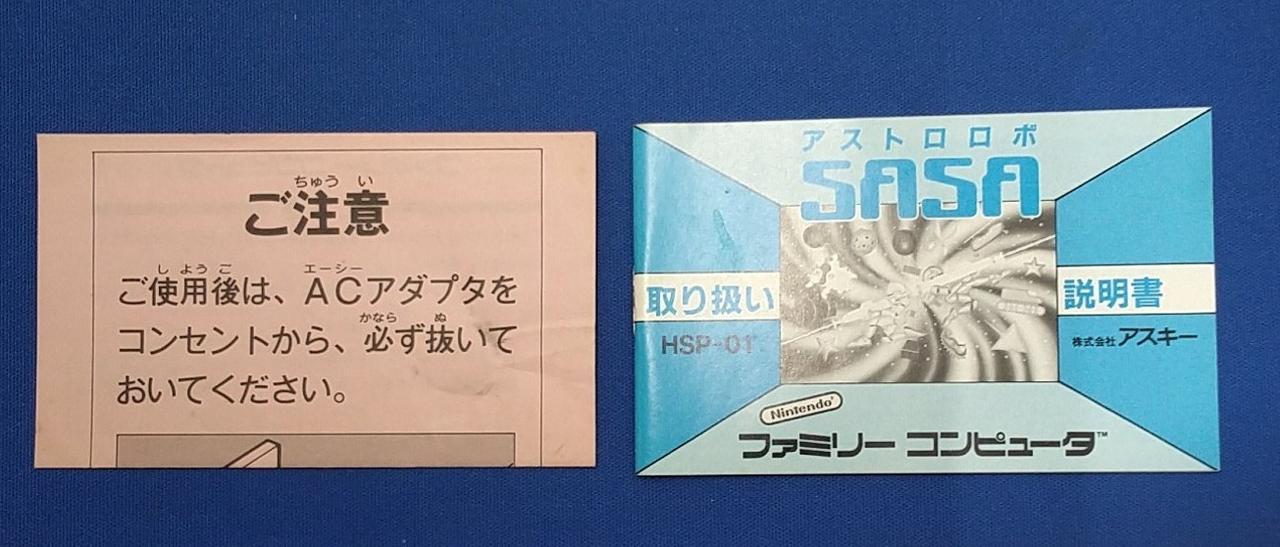 ちゅう い
ご注意
し よう ご エーシー
ご使用後は、ACアダプタを
かなら ぬ
コンセントから、必ず抜いて
おいてください。
アストロロボ
SASA
取り扱い
説明書
HSP-01
株式会社アスキー
Nintendo
ファミリー コンピュータ™